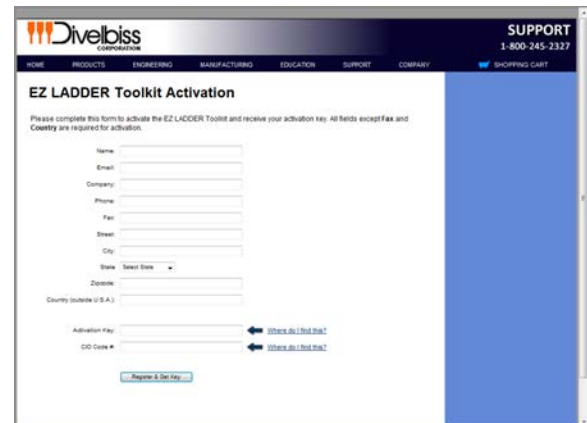 Divelbiss
CORPORATION
SUPPORT
1-800-245-2327
HOME PRODUCTS ENGINEERING MANUFACTURING EDUCATION SUPPORT COMPANY SHOPPING CART
EZ LADDER Toolkit Activation
Please complete this form to activate the EZ LADDER Toolkit and receive your activation key. All fields except Fax and
Country are required for activation.
Name:
Email:
Company:
Phone:
Fax:
Street:
City:
State Select State
Zipcode:
Country (outside U.S.A.):
Activation Key: Where do I find this?
CID Code #: Where do I find this?
Register & Get Key